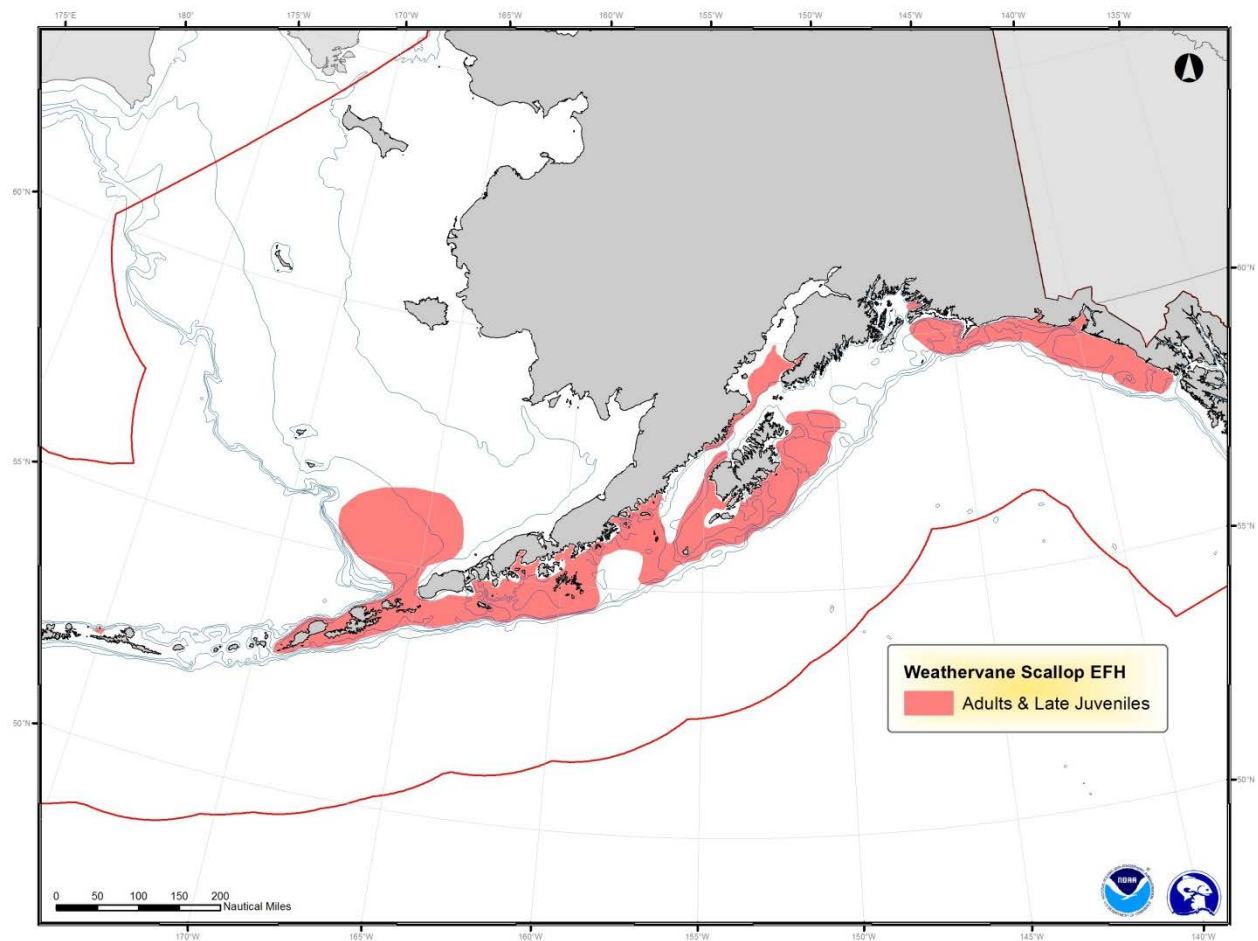 175°E 180° 175°W 170°W 165°W 160°W 155°W 150°W 145°W 140°W 135°W
60°N
60°N
55°N
55°N
Weathervane Scallop EFH
Adults & Late Juveniles
50°N
50°N
0 50 100 150 200
Nautical Miles
NOAA
170°W 165°W 160°W 155°W 150°W 145°W 140°W